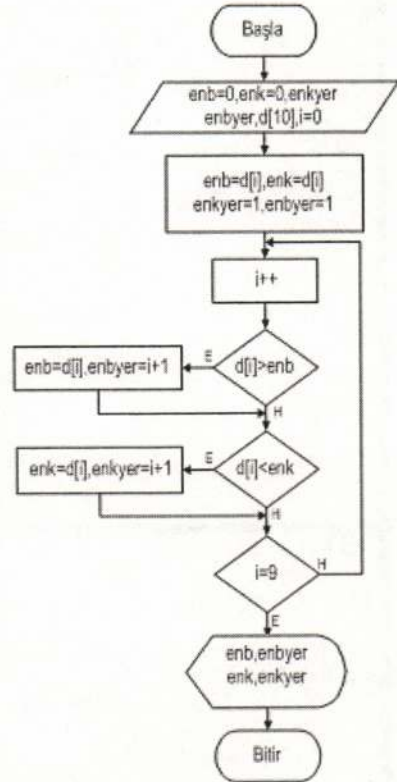 Başla
enb=0,enk=0,enkyer
enbyer,d[10],i=0
enb=d[i],enk=d[i]
enkyer=1,enbyer=1
i++
d[i]>enb
E
enb=d[i],enbyer=i+1
H
d[i]<enk
E
enk=d[i],enkyer=i+1
H
i=9
H
E
enb,enbyer
enk,enkyer
Bitir